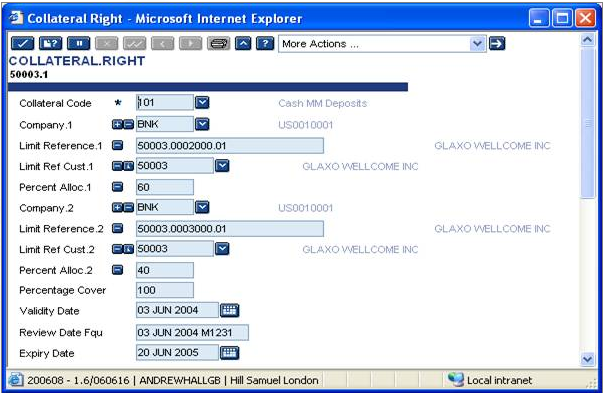 Collateral Right - Microsoft Internet Explorer
More Actions ...
COLLATERAL.RIGHT
50003.1
Collateral Code * 101 Cash MM Deposits
Company.1 BNK US0010001
Limit Reference.1 50003.0002000.01 GLAXO WELLCOME INC
Limit Ref Cust.1 50003 GLAXO WELLCOME INC
Percent Alloc.1 60
Company.2 BNK US0010001
Limit Reference.2 50003.0003000.01 GLAXO WELLCOME INC
Limit Ref Cust.2 50003 GLAXO WELLCOME INC
Percent Alloc.2 40
Percentage Cover 100
Validity Date 03 JUN 2004
Review Date Fqu 03 JUN 2004 M1231
Expiry Date 20 JUN 2005
200608 - 1.6/060616 | ANDREWHALLGB | Hill Samuel London Local intranet